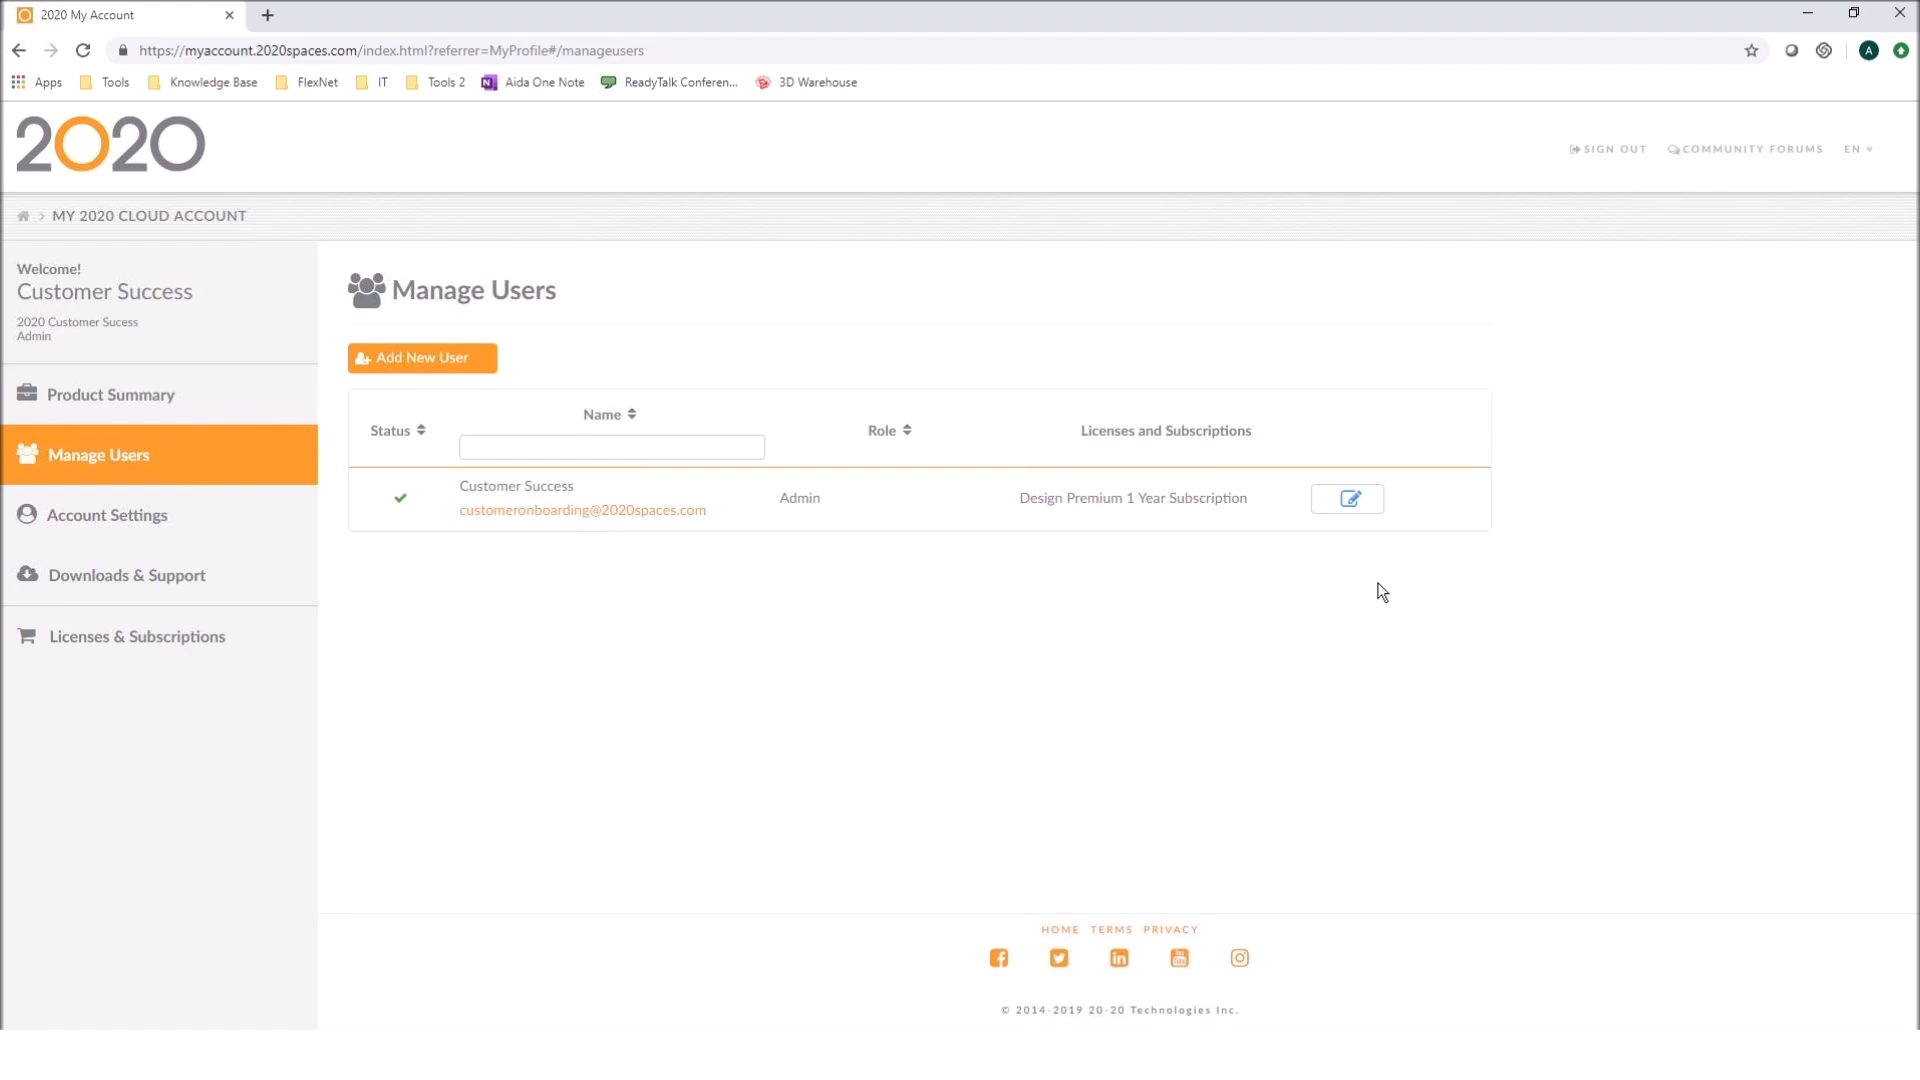 2020 My Account
https://myaccount.2020spaces.com/index.html?referrer=MyProfile#/manageusers
A
Apps Tools Knowledge Base FlexNet IT Tools 2 Aida One Note ReadyTalk Conferen... 3D Warehouse
2020
SIGN OUT COMMUNITY FORUMS EN
MY 2020 CLOUD ACCOUNT
Welcome!
Customer Success
2020 Customer Sucess
Admin
Product Summary
Manage Users
Account Settings
Downloads & Support
Licenses & Subscriptions
Manage Users
Add New User
Status Name Role Licenses and Subscriptions
Customer Success
customeronboarding@2020spaces.com
Admin
Design Premium 1 Year Subscription
HOME TERMS PRIVACY
© 2014-2019 20-20 Technologies Inc.